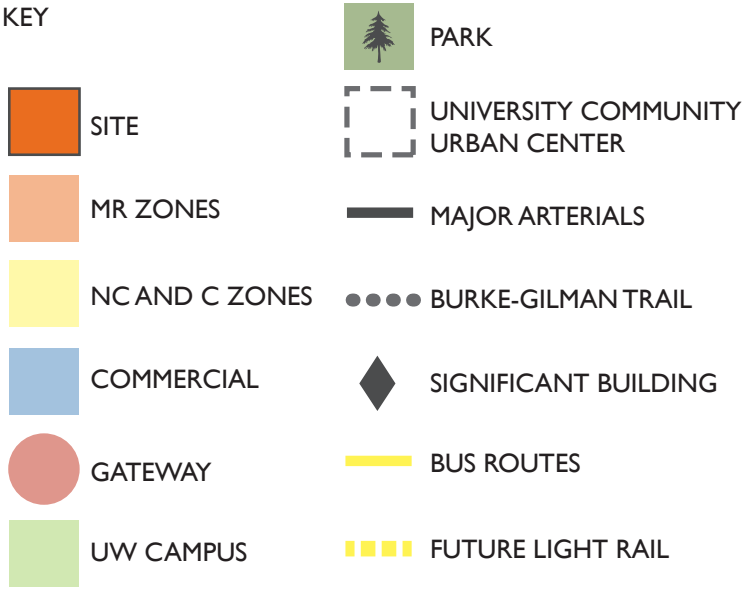 KEY
SITE
MR ZONES
NC AND C ZONES
COMMERCIAL
GATEWAY
UW CAMPUS
PARK
UNIVERSITY COMMUNITY
URBAN CENTER
MAJOR ARTERIALS
BURKE-GILMAN TRAIL
SIGNIFICANT BUILDING
BUS ROUTES
FUTURE LIGHT RAIL